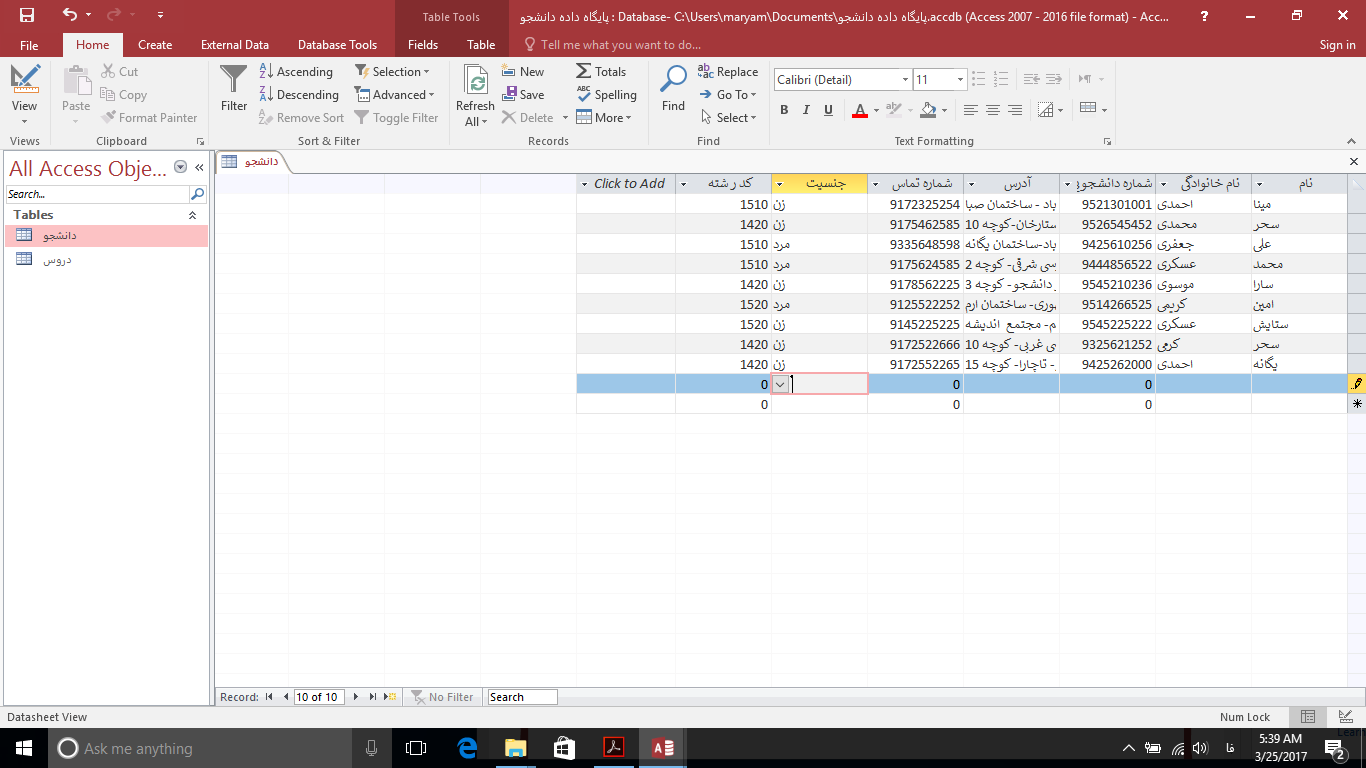 Table Tools
پایگاه داده دانشجو : Database- C:\Users\maryam\Documents\پایگاه داده دانشجو.accdb (Access 2007 - 2016 file format) - Acc...
?
File Home Create External Data Database Tools Fields Table Tell me what you want to do... Sign in
View
Paste
Cut
Copy
Format Painter
Filter
Ascending
Descending
Remove Sort
Selection
Advanced
Toggle Filter
Refresh All
New
Save
Delete
Totals
Spelling
More
Find
Replace
Go To
Select
Calibri (Detail) 11
B I U A
Views Clipboard Sort & Filter Records Find Text Formatting
All Access Obje...
Search...
Tables
دانشجو
دروس
دانشجو
نام نام خانوادگی شماره دانشجویی آدرس شماره تماس جنسیت کد رشته Click to Add
مینا احمدی 9521301001 باد - ساختمان صبا 9172325254 زن 1510
سحر محمدی 9526545452 ستارخان-کوچه 10 9175462585 زن 1420
علی جعفری 9425610256 باد-ساختمان یگانه 9335648598 مرد 1510
محمد عسکری 9444856522 سی شرقی- کوچه 2 9175624585 مرد 1510
سارا موسوی 9545210236 دانشجو- کوچه 3 9178562225 زن 1420
امین کریمی 9514266525 هوری- ساختمان ارم 9125522252 مرد 1520
ستایش عسکری 9545225222 م- مجتمع اندیشه 9145225225 زن 1520
سحر کرمی 9325621252 ی غربی- کوچه 10 9172522666 زن 1420
یگانه احمدی 9425262000 - تاچارا- کوچه 15 9172552265 زن 1420
0 0 0
0 0 0
Record: 10 of 10 No Filter Search
Datasheet View Num Lock
Ask me anything
فا
5:39 AM
3/25/2017
2